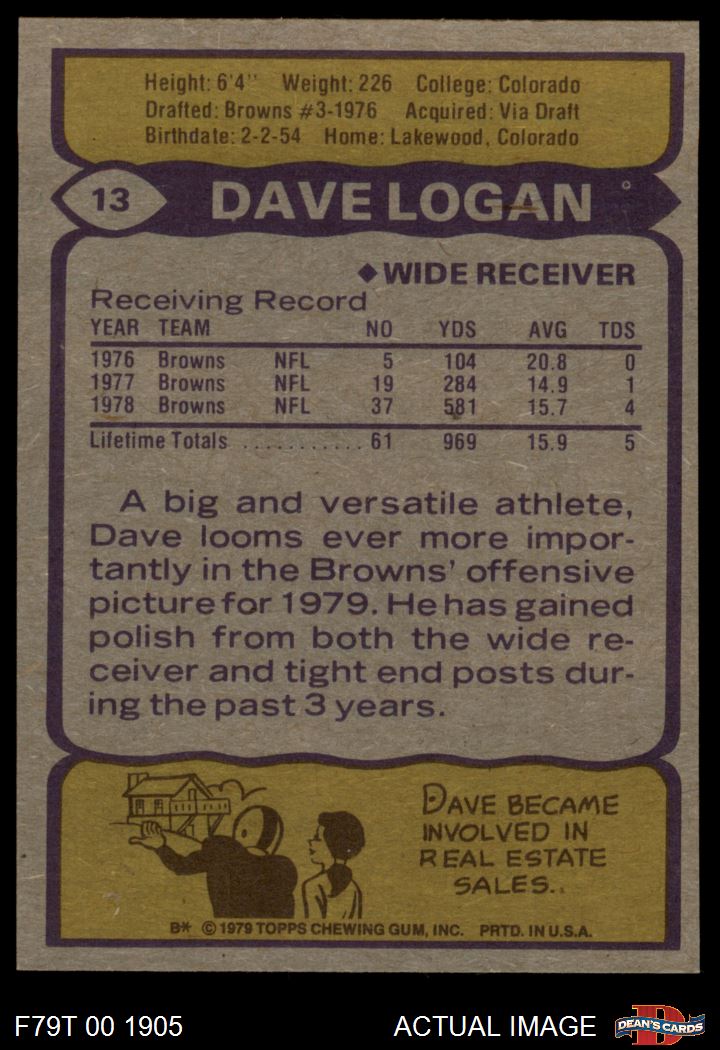 Height: 6'4" Weight: 226 College: Colorado
Drafted: Browns #3-1976 Acquired: Via Draft
Birthdate: 2-2-54 Home: Lakewood, Colorado
13 DAVE LOGAN
◆ WIDE RECEIVER
Receiving Record
YEAR TEAM NO YDS AVG TDS
1976 Browns NFL 5 104 20.8 0
1977 Browns NFL 19 284 14.9 1
1978 Browns NFL 37 581 15.7 4
Lifetime Totals ........... 61 969 15.9 5
A big and versatile athlete,
Dave looms ever more impor-
tantly in the Browns' offensive
picture for 1979. He has gained
polish from both the wide re-
ceiver and tight end posts dur-
ing the past 3 years.
DAVE BECAME
INVOLVED IN
REAL ESTATE
SALES..
B* © 1979 TOPPS CHEWING GUM, INC. PRTD. IN U.S.A.
F79T 00 1905 ACTUAL IMAGE D DEAN'S CARDS